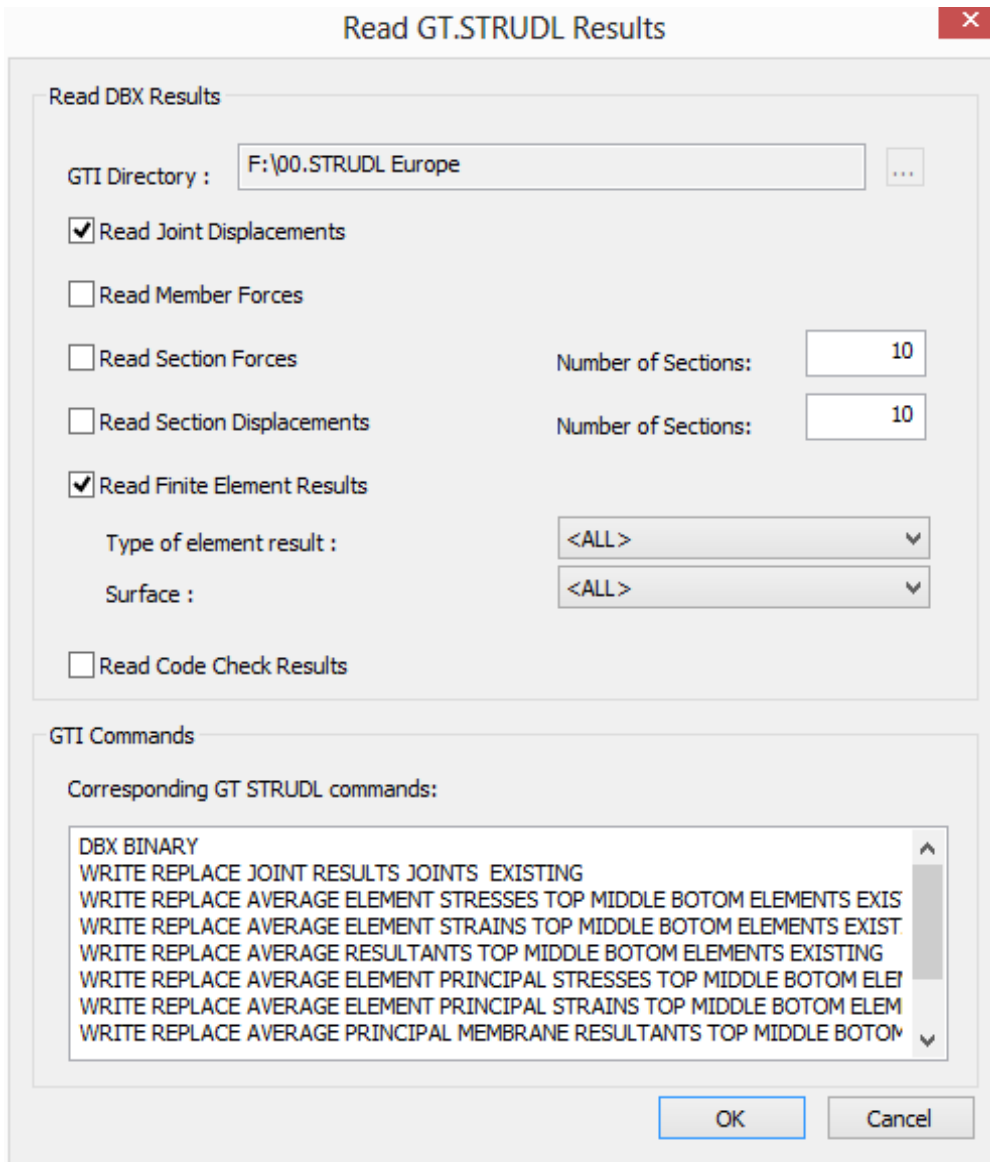 Read GT.STRUDL Results
Read DBX Results
GTI Directory : F:\00.STRUDL Europe ...
Read Joint Displacements
Read Member Forces
Read Section Forces Number of Sections: 10
Read Section Displacements Number of Sections: 10
Read Finite Element Results
Type of element result : <ALL>
Surface : <ALL>
Read Code Check Results
GTI Commands
Corresponding GT STRUDL commands:
DBX BINARY
WRITE REPLACE JOINT RESULTS JOINTS  EXISTING
WRITE REPLACE AVERAGE ELEMENT STRESSES TOP MIDDLE BOTOM ELEMENTS EXIS
WRITE REPLACE AVERAGE ELEMENT STRAINS TOP MIDDLE BOTOM ELEMENTS EXIST
WRITE REPLACE AVERAGE RESULTANTS TOP MIDDLE BOTOM ELEMENTS EXISTING
WRITE REPLACE AVERAGE ELEMENT PRINCIPAL STRESSES TOP MIDDLE BOTOM ELEM
WRITE REPLACE AVERAGE ELEMENT PRINCIPAL STRAINS TOP MIDDLE BOTOM ELEM
WRITE REPLACE AVERAGE PRINCIPAL MEMBRANE RESULTANTS TOP MIDDLE BOTOM
OK Cancel